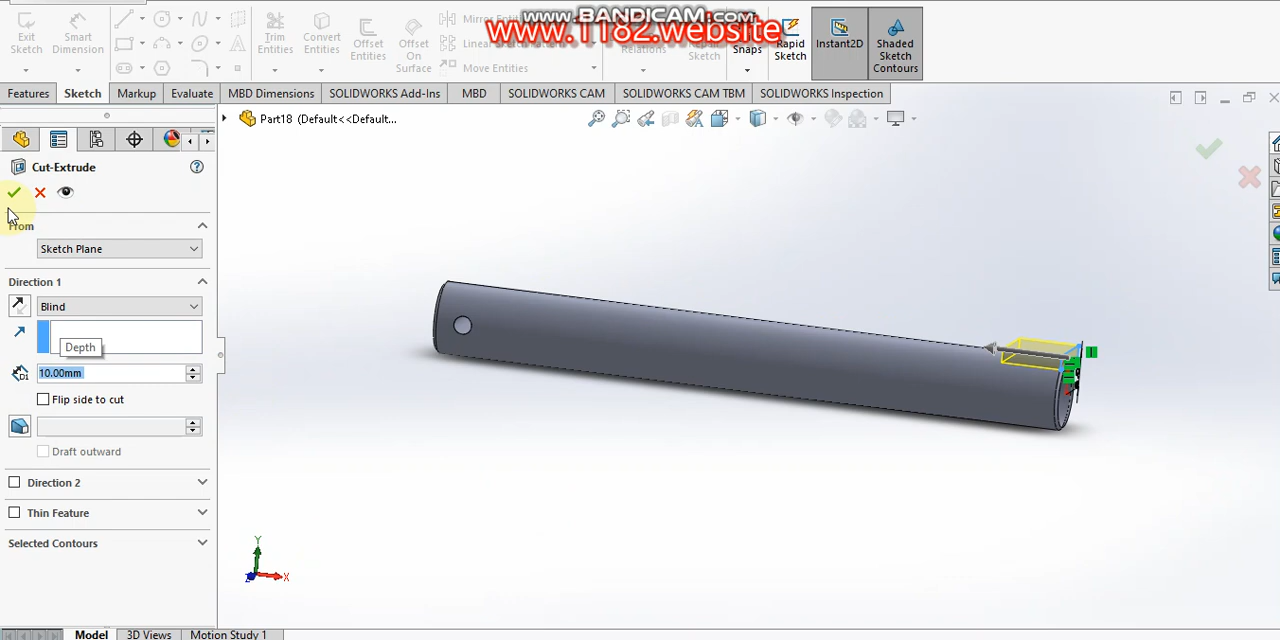 www.BANDICAM.com
www.1182.website
Exit Sketch
Smart Dimension
Trim Entities
Convert Entities
Offset Entities
Offset On Surface
Mirror Entities
Linear Sketch Pattern
Move Entities
Relations
Sketch
Snaps
Rapid Sketch
Instant2D
Shaded Sketch Contours
Features
Sketch
Markup
Evaluate
MBD Dimensions
SOLIDWORKS Add-Ins
MBD
SOLIDWORKS CAM
SOLIDWORKS CAM TBM
SOLIDWORKS Inspection
Part18 (Default<<Default...
Cut-Extrude
From
Sketch Plane
Direction 1
Blind
Depth
D1
10.00mm
Flip side to cut
Draft outward
Direction 2
Thin Feature
Selected Contours
Y
X
Z
Model
3D Views
Motion Study 1